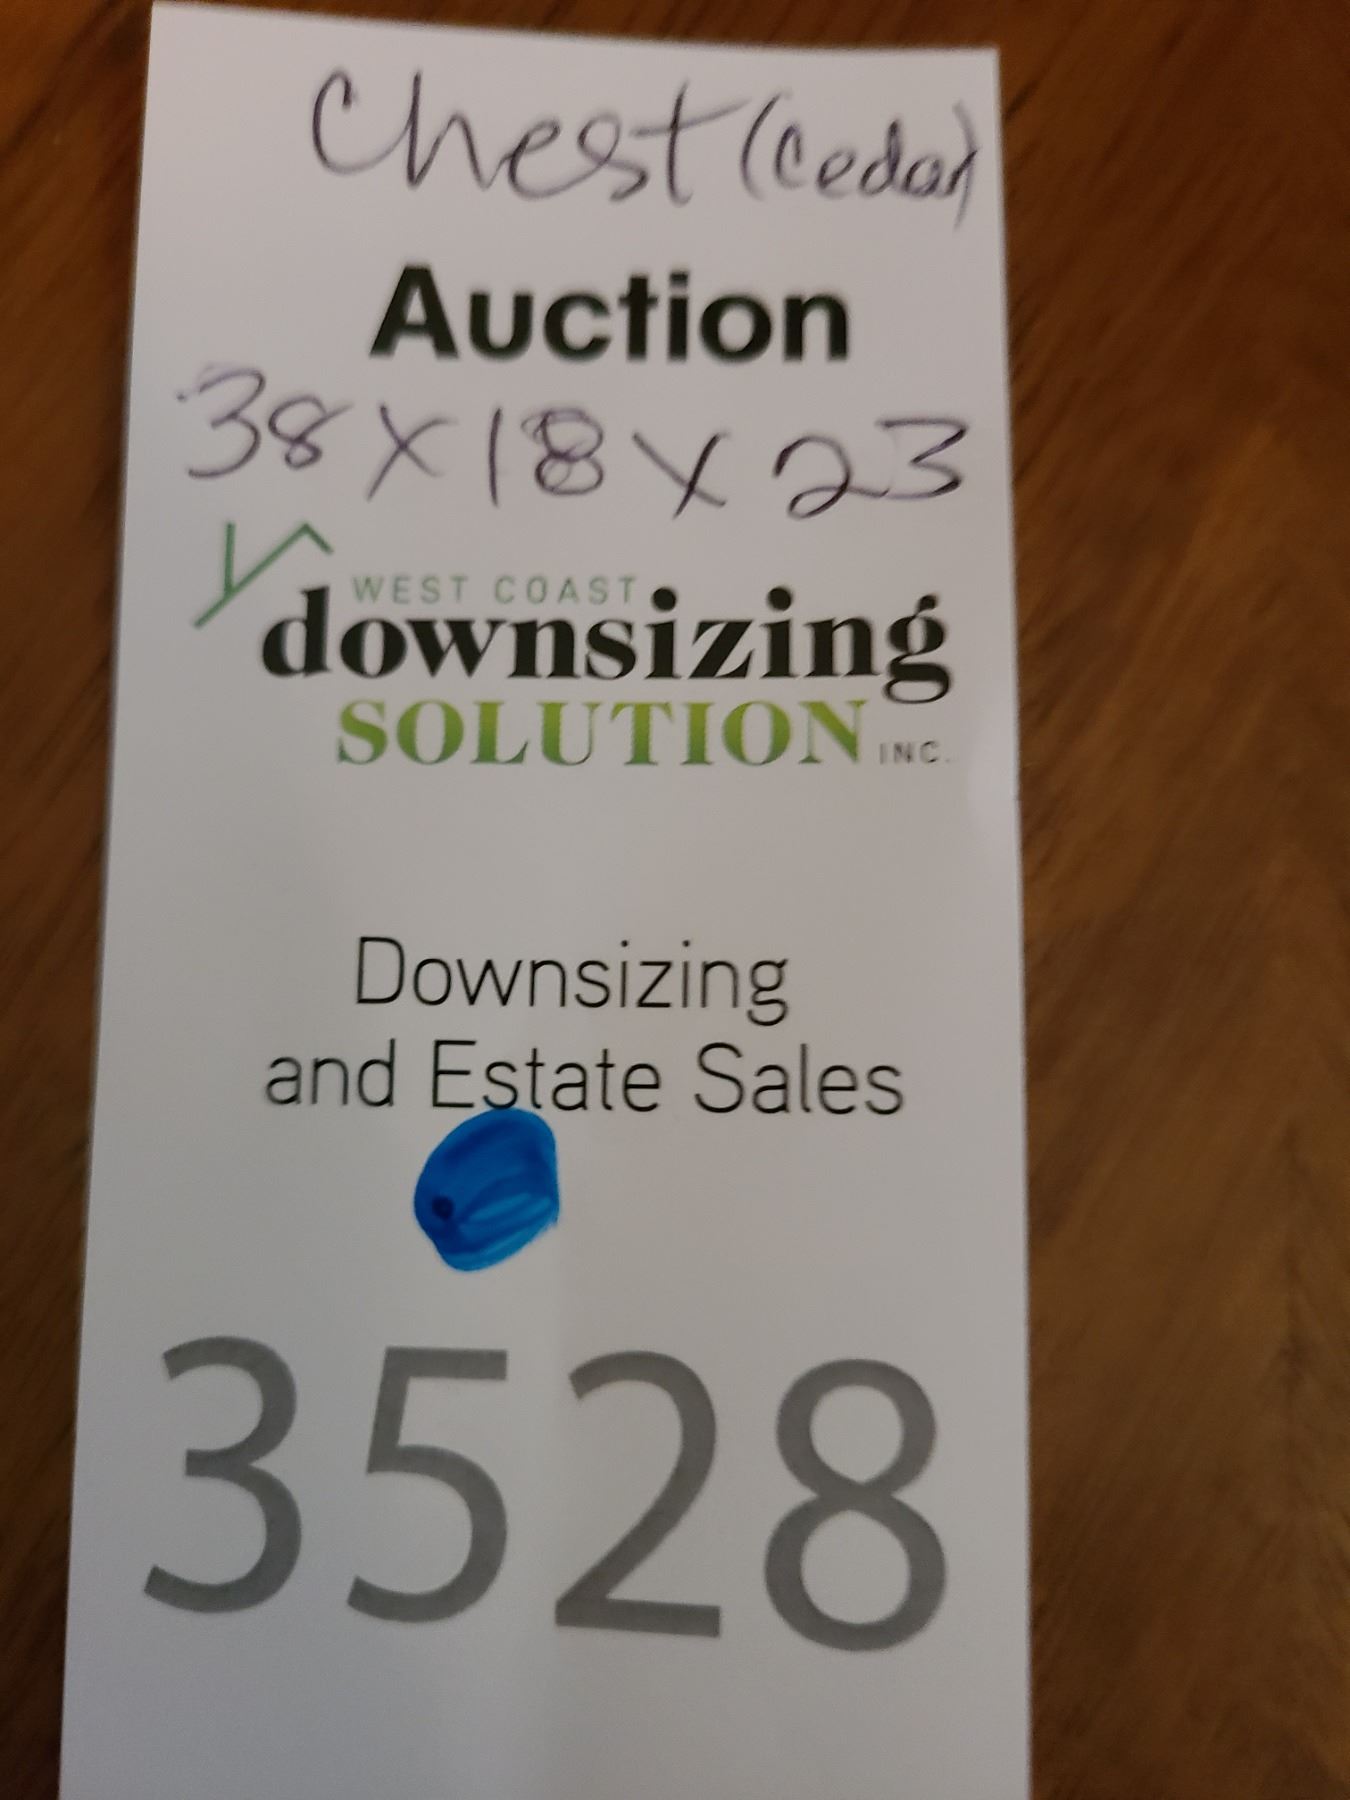 Chest (Cedar)
Auction
38 x 18 x 23
WEST COAST
downsizing
SOLUTION INC.
Downsizing
and Estate Sales
3528